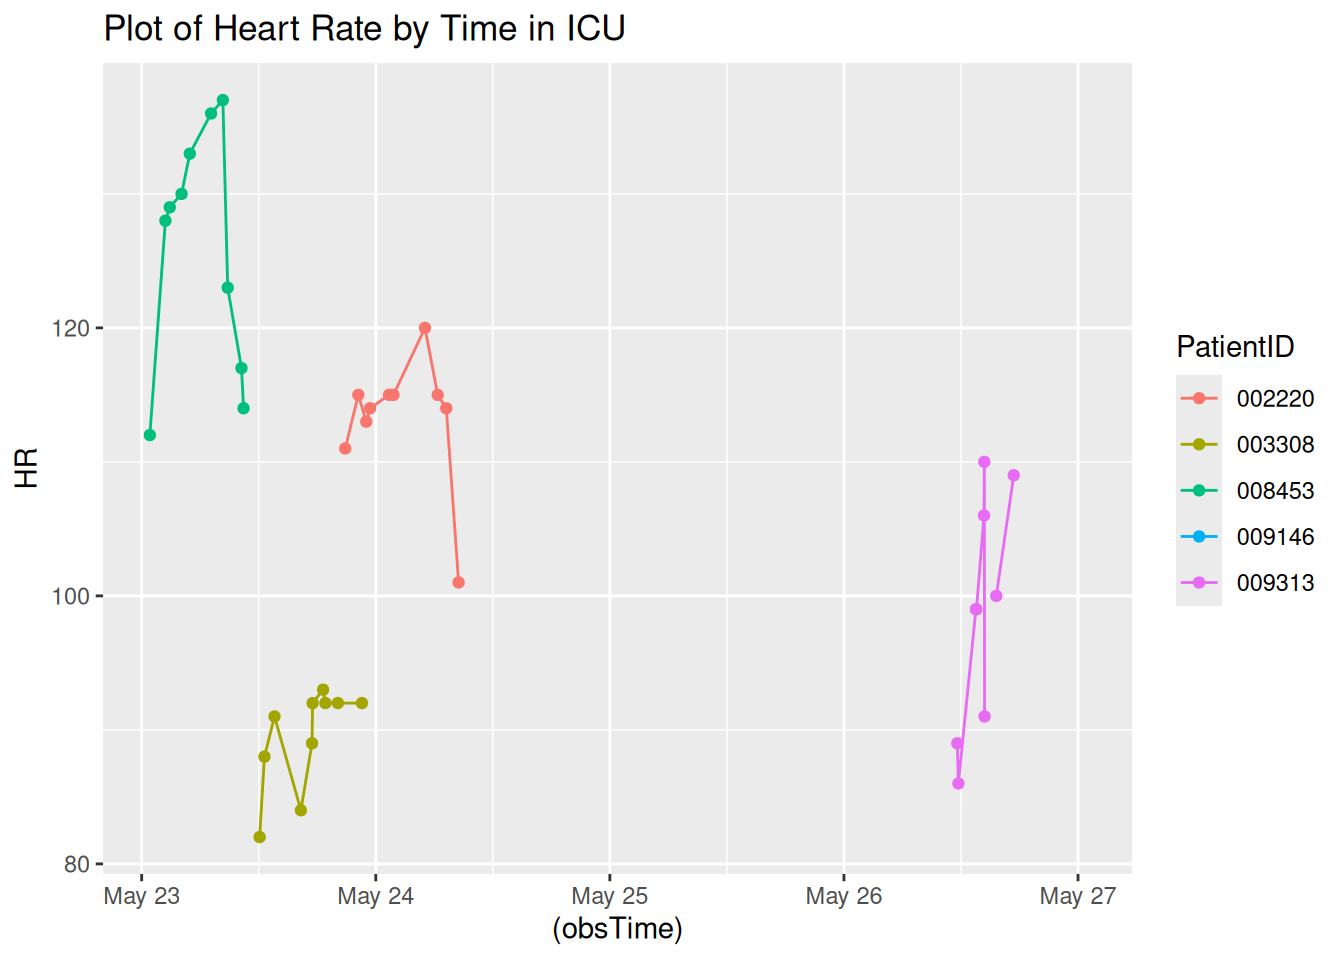 Plot of Heart Rate by Time in ICU
HR
120
100
80
May 23
May 24
May 25
May 26
May 27
(obsTime)
PatientID
002220
003308
008453
009146
009313